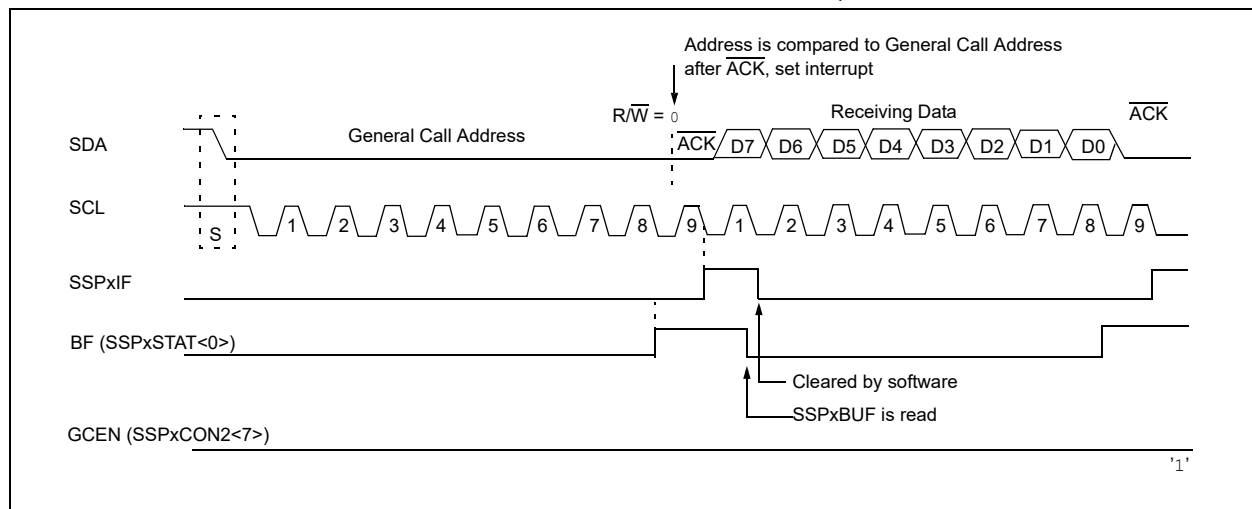 Address is compared to General Call Address
after A̅C̅K̅, set interrupt
R/W̅ = 0
Receiving Data
A̅C̅K̅
General Call Address
SDA
A̅C̅K̅ D7 D6 D5 D4 D3 D2 D1 D0
SCL
S 1 2 3 4 5 6 7 8 9 1 2 3 4 5 6 7 8 9
SSPxIF
BF (SSPxSTAT<0>)
Cleared by software
SSPxBUF is read
GCEN (SSPxCON2<7>)
'1'